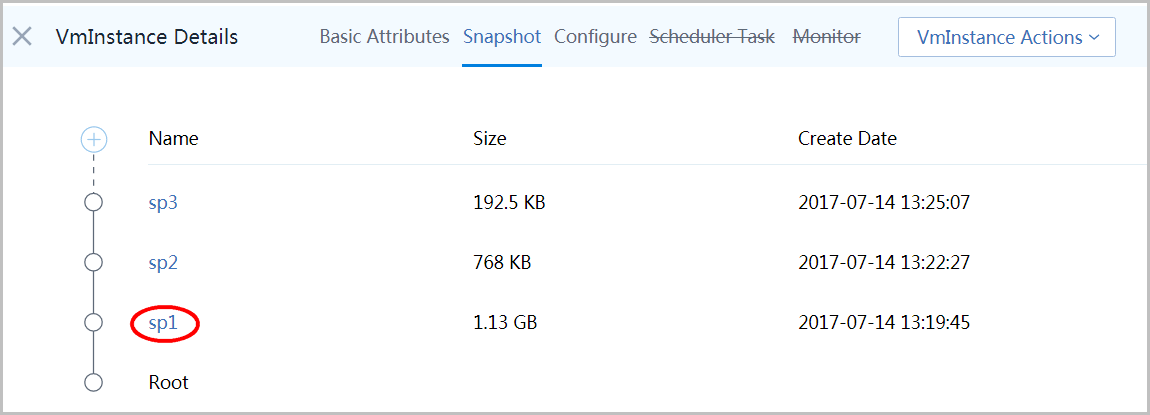 VmInstance Details Basic Attributes Snapshot Configure Scheduler Task Monitor VmInstance Actions
Name Size Create Date
sp3 192.5 KB 2017-07-14 13:25:07
sp2 768 KB 2017-07-14 13:22:27
sp1 1.13 GB 2017-07-14 13:19:45
Root